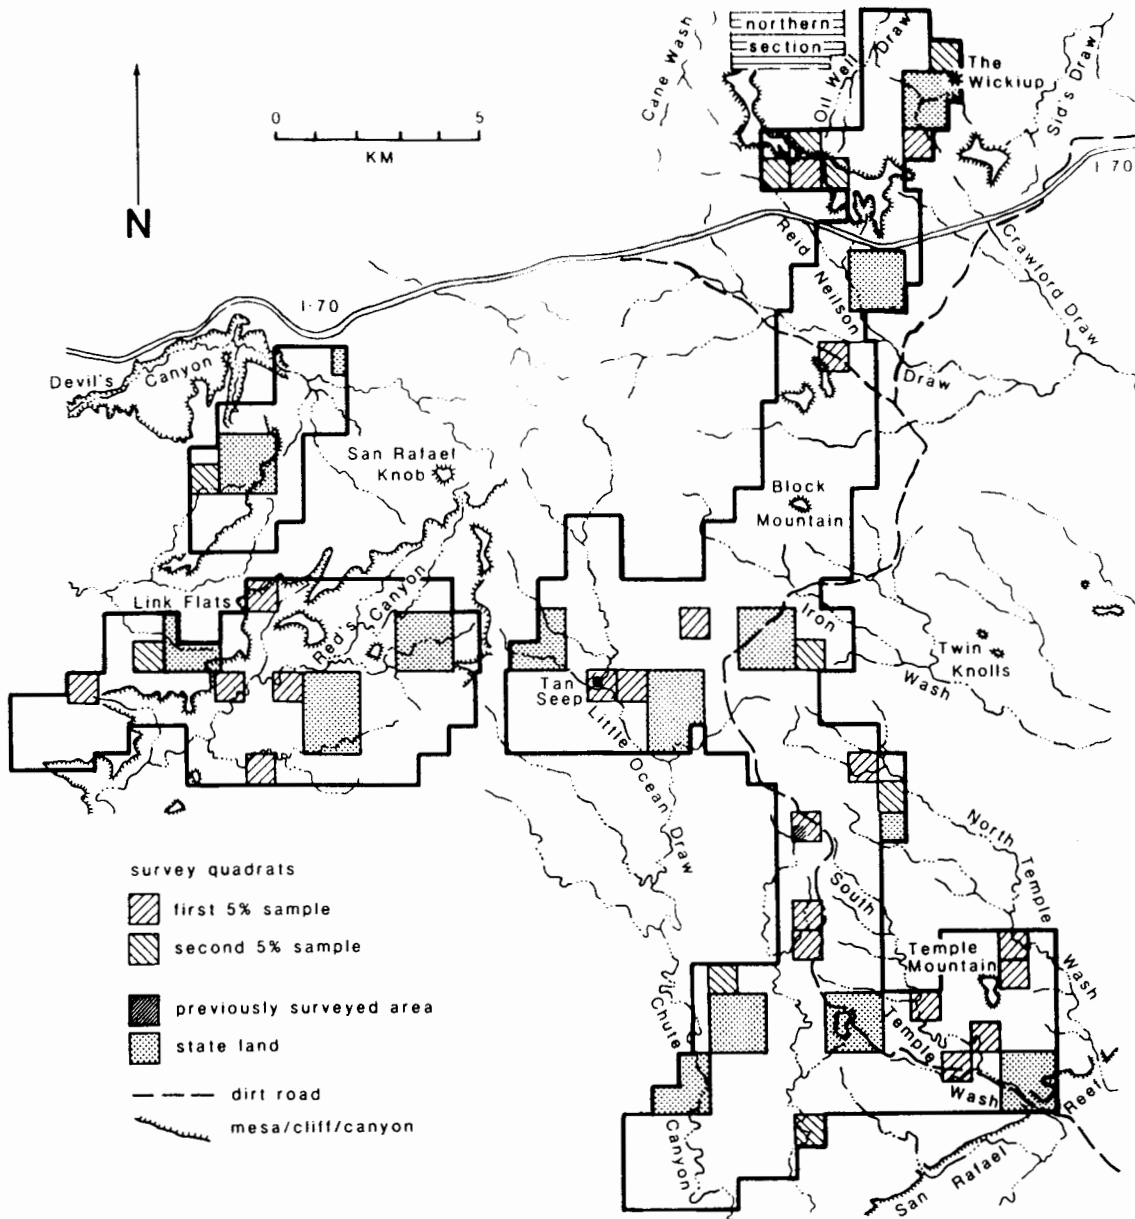 northern
section
Cane Wash
Oil Well Draw
The
Wickiup
Sid's Draw
I-70
0 5
KM
N
Reid Neilson
Draw
Crawford Draw
I-70
Devil's Canyon
San Rafael
Knob
Block
Mountain
Link Flats
Red's Canyon
Iron
Wash
Twin
Knolls
Tan
Seep
Little Ocean Draw
North Temple Wash
South
Temple
Wash
Temple
Mountain
Chute
Canyon
San Rafael Reef
survey quadrats
first 5% sample
second 5% sample
previously surveyed area
state land
dirt road
mesa/cliff/canyon